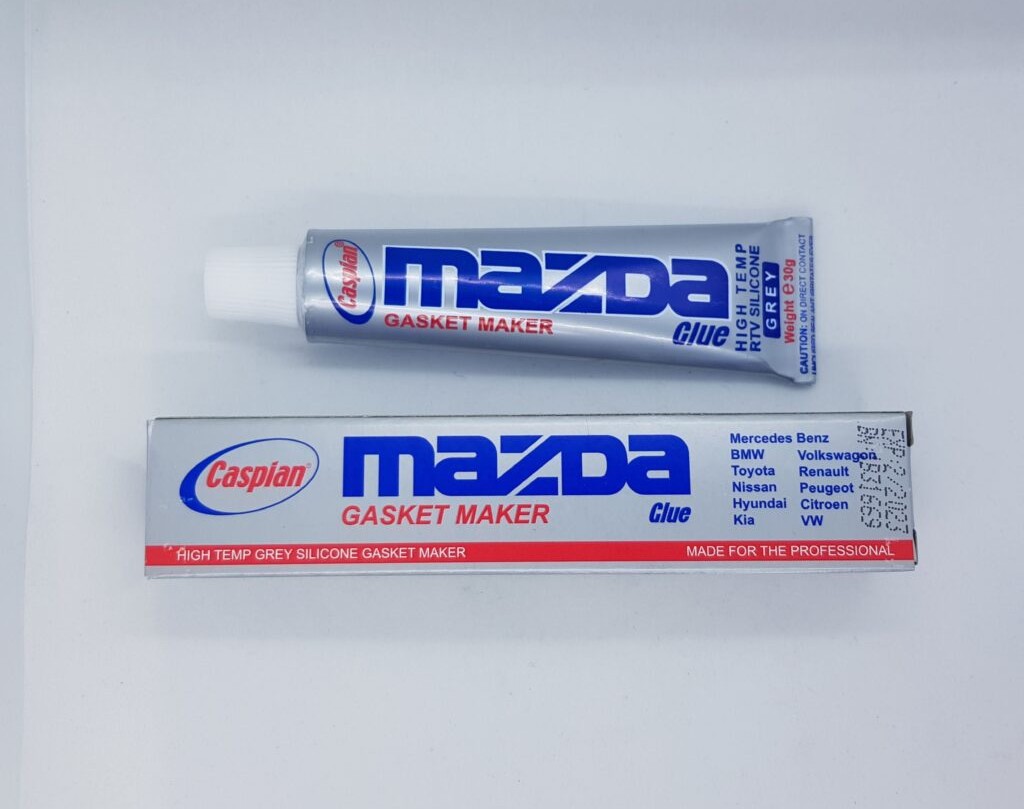 Caspian
mazda
GASKET MAKER
Glue
HIGH TEMP
RTV SILICONE
GREY
Weight e 30g
CAUTION: ON DIRECT CONTACT
Caspian
mazda
GASKET MAKER
Glue
Mercedes Benz
BMW Volkswagon
Toyota Renault
Nissan Peugeot
Hyundai Citroen
Kia VW
HIGH TEMP GREY SILICONE GASKET MAKER
MADE FOR THE PROFESSIONAL